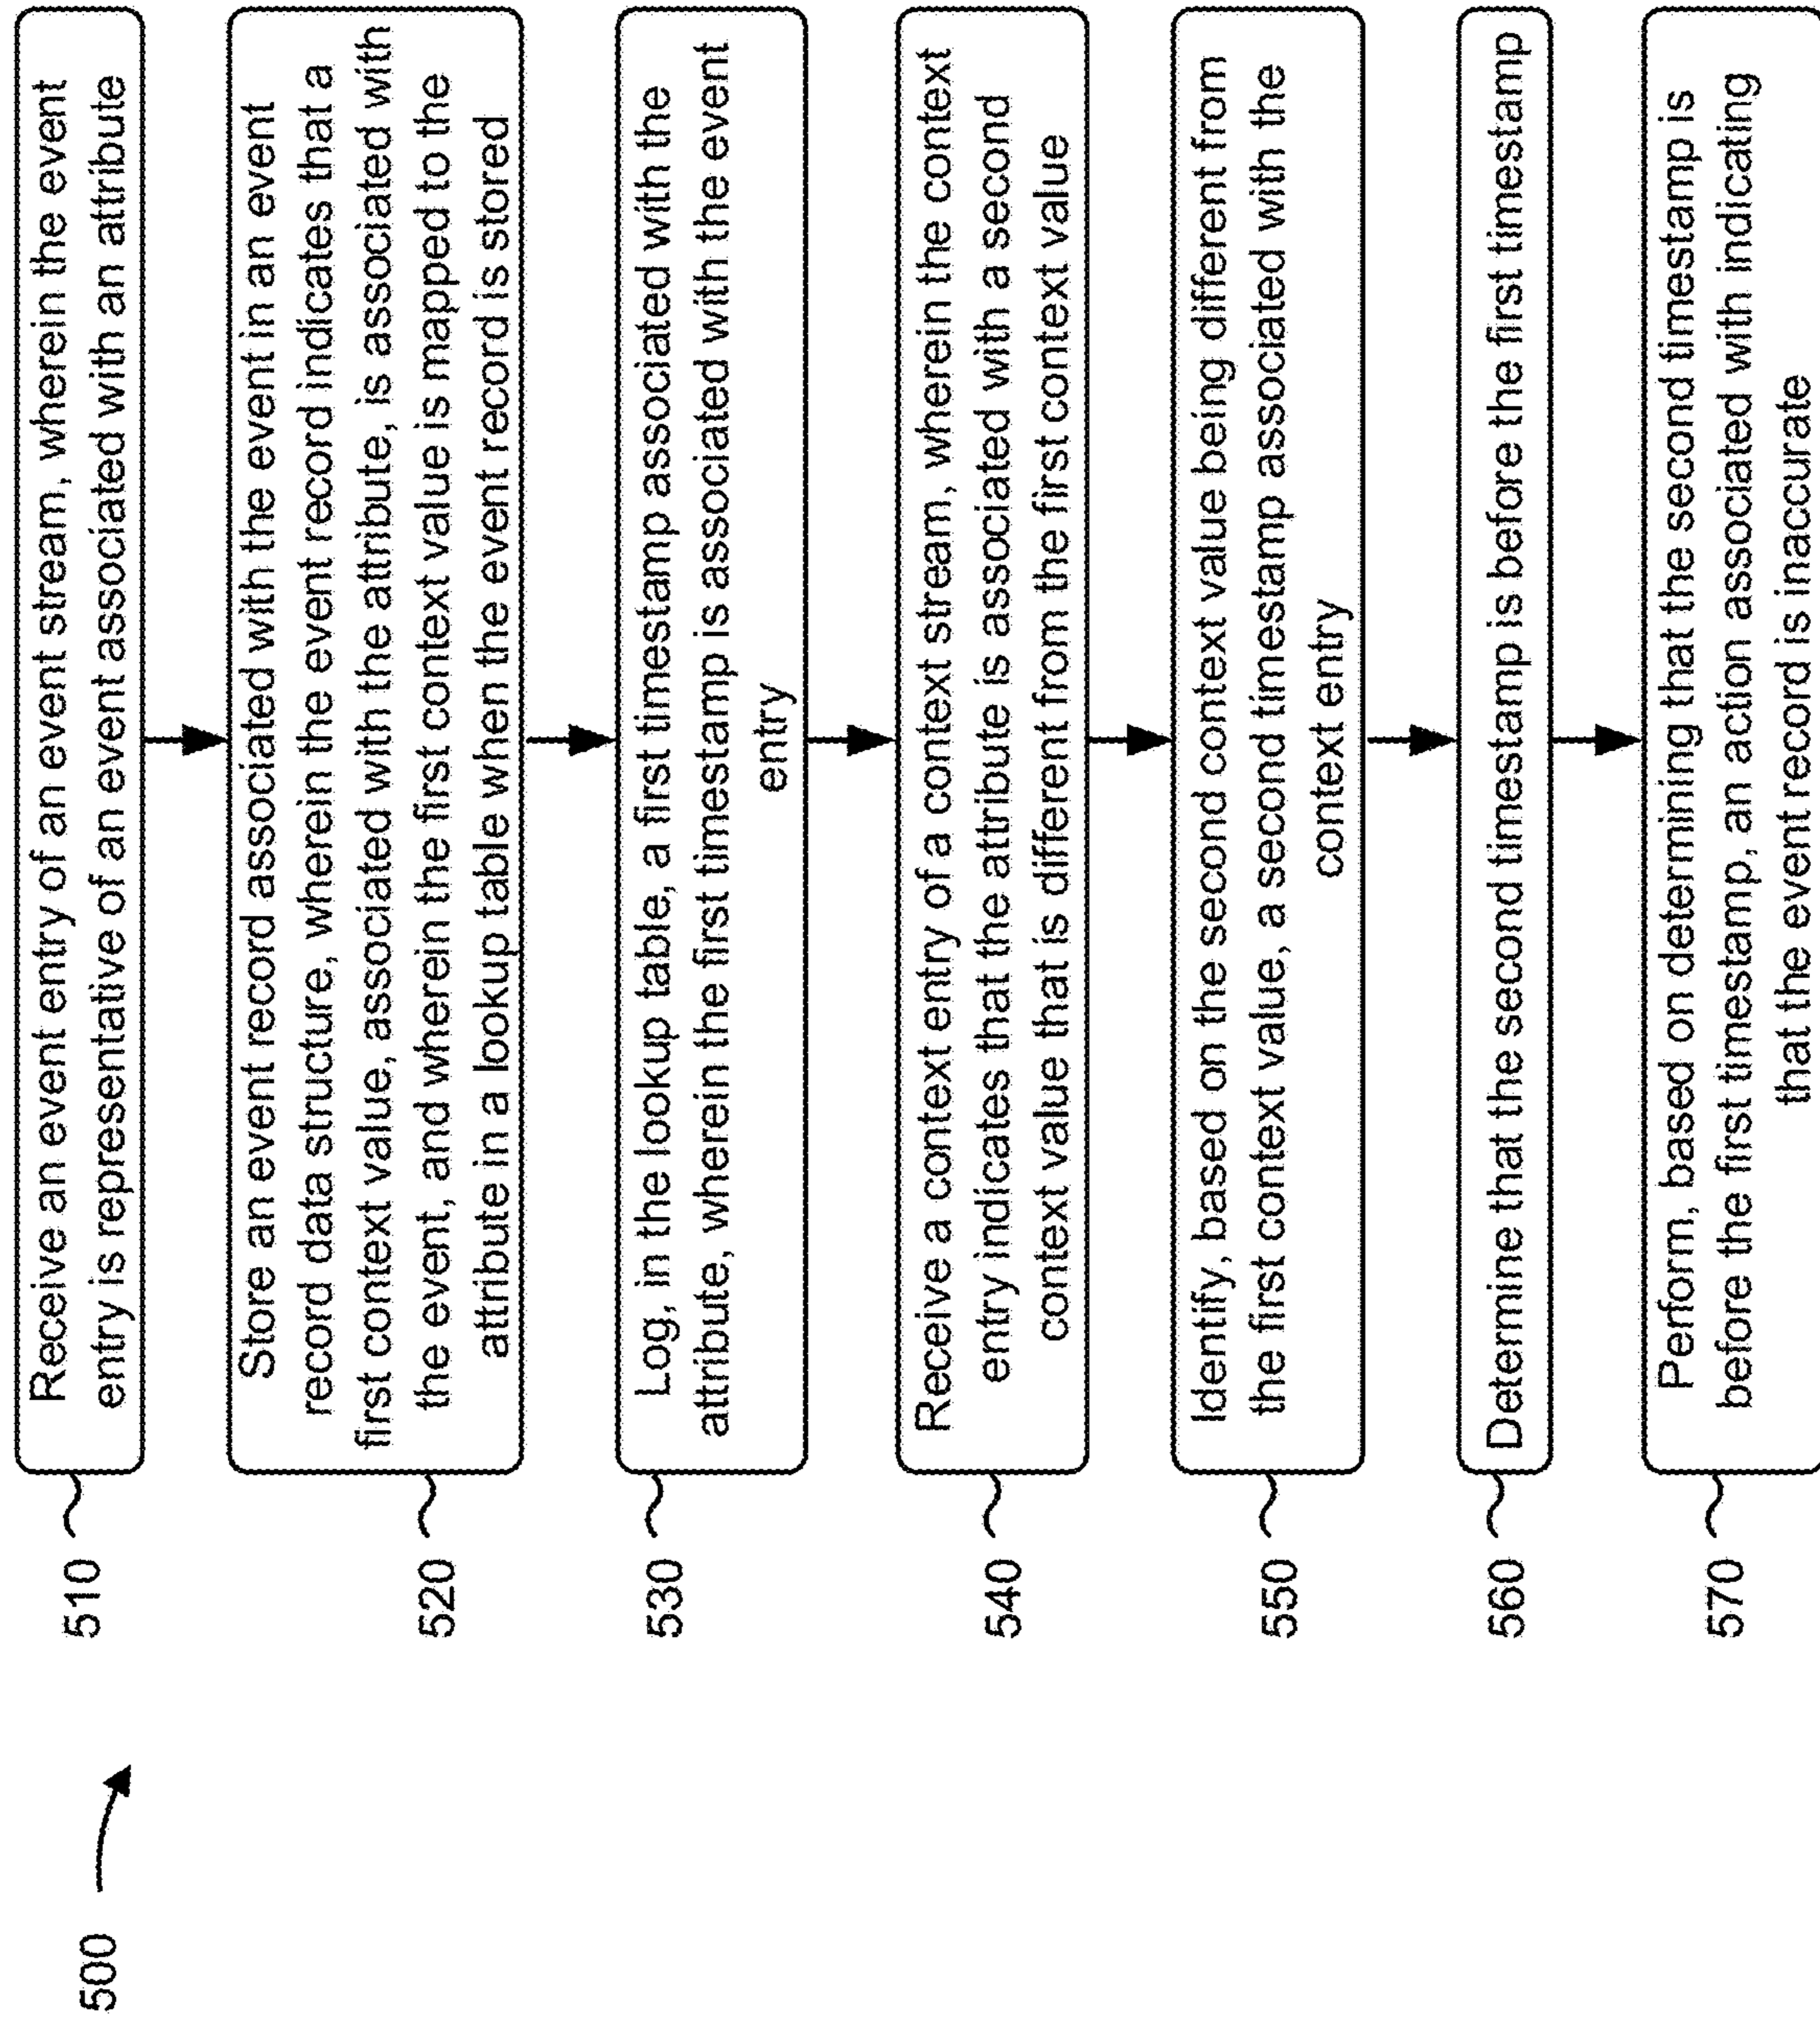 500
510
Receive an event entry of an event stream, wherein the event
entry is representative of an event associated with an attribute
520
Store an event record associated with the event in an event
record data structure, wherein the event record indicates that a
first context value, associated with the attribute, is associated with
the event, and wherein the first context value is mapped to the
attribute in a lookup table when the event record is stored
530
Log, in the lookup table, a first timestamp associated with the
attribute, wherein the first timestamp is associated with the event
entry
540
Receive a context entry of a context stream, wherein the context
entry indicates that the attribute is associated with a second
context value that is different from the first context value
550
Identify, based on the second context value being different from
the first context value, a second timestamp associated with the
context entry
560
Determine that the second timestamp is before the first timestamp
570
Perform, based on determining that the second timestamp is
before the first timestamp, an action associated with indicating
that the event record is inaccurate